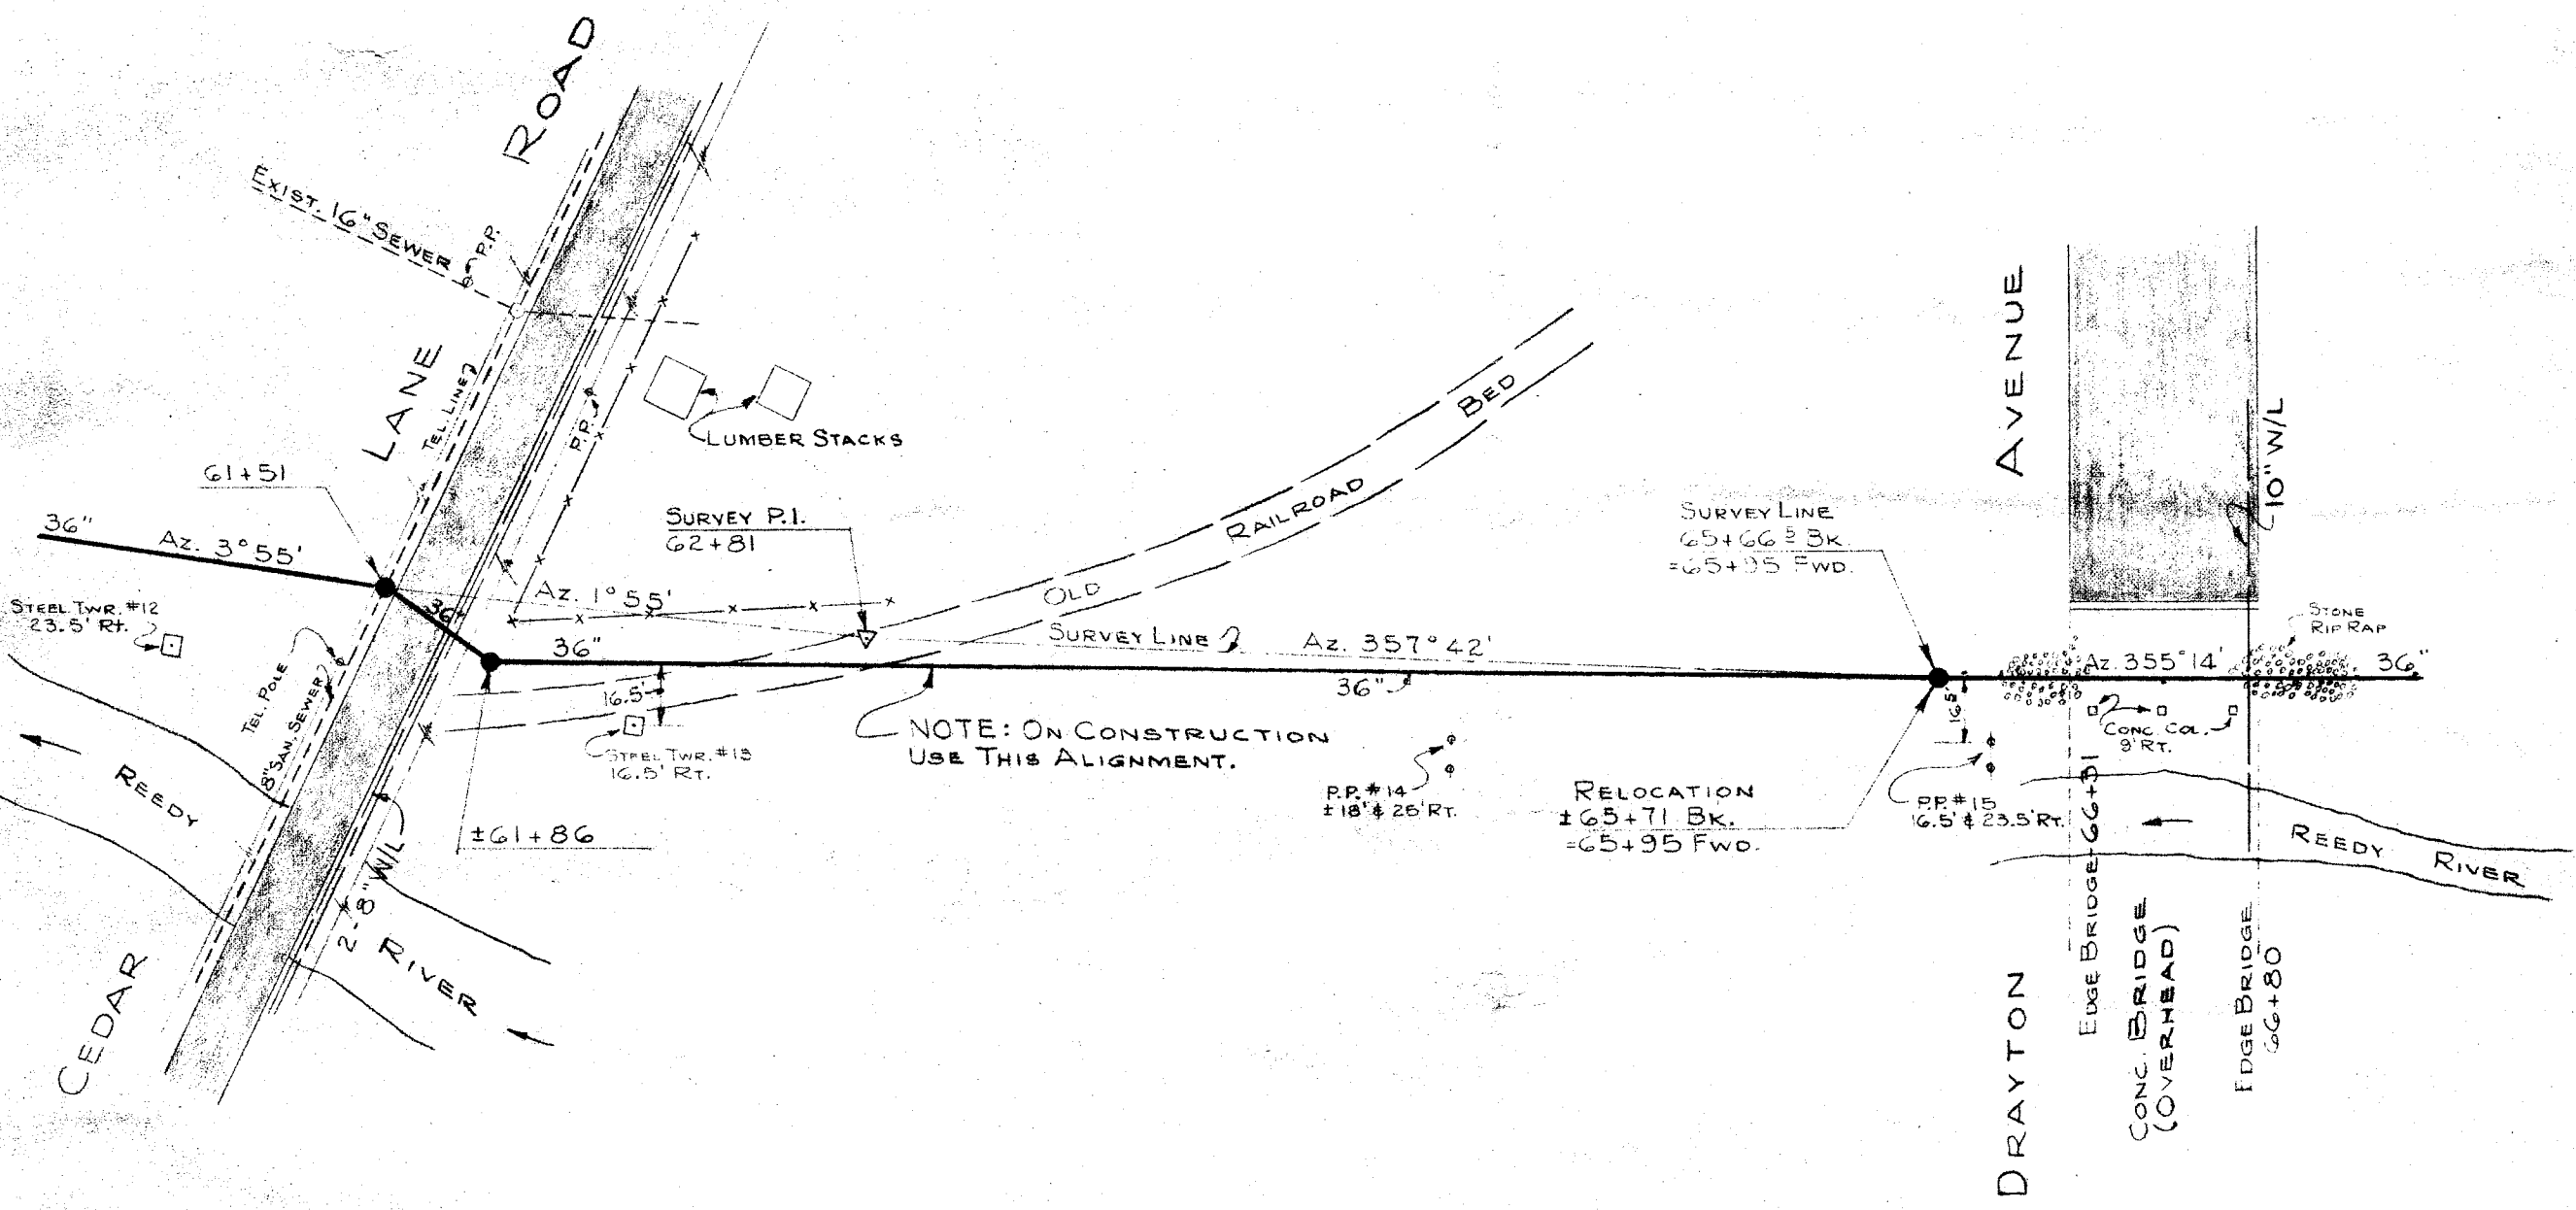 ROAD
EXIST. 16" SEWER
P.P.
LANE
TEL. LINE
P.P.
LUMBER STACKS
61+51
36"
AZ. 3°55'
STEEL TWR. #12
23.5' RT.
36"
AZ. 1°55'
SURVEY P.I.
62+81
36"
16.5'
STEEL TWR. #13
16.5' RT.
TEL. POLE
8" SAN. SEWER
REEDY
RIVER
2-8" W/L
±61+86
CEDAR
OLD
RAILROAD
BED
SURVEY LINE
AZ. 357°42'
36"
NOTE: ON CONSTRUCTION
USE THIS ALIGNMENT.
P.P. #14
±18' & 25' RT.
SURVEY LINE
65+66 5 BK.
=65+95 FWD.
RELOCATION
±65+71 BK.
=65+95 FWD.
16.5'
P.P. #15
16.5' & 23.5' RT.
AVENUE
10" W/L
STONE
RIP RAP
AZ. 355°14'
36"
CONC. COL.
9' RT.
REEDY RIVER
EDGE BRIDGE 66+31
CONC. BRIDGE
(OVERHEAD)
EDGE BRIDGE
66+80
DRAYTON